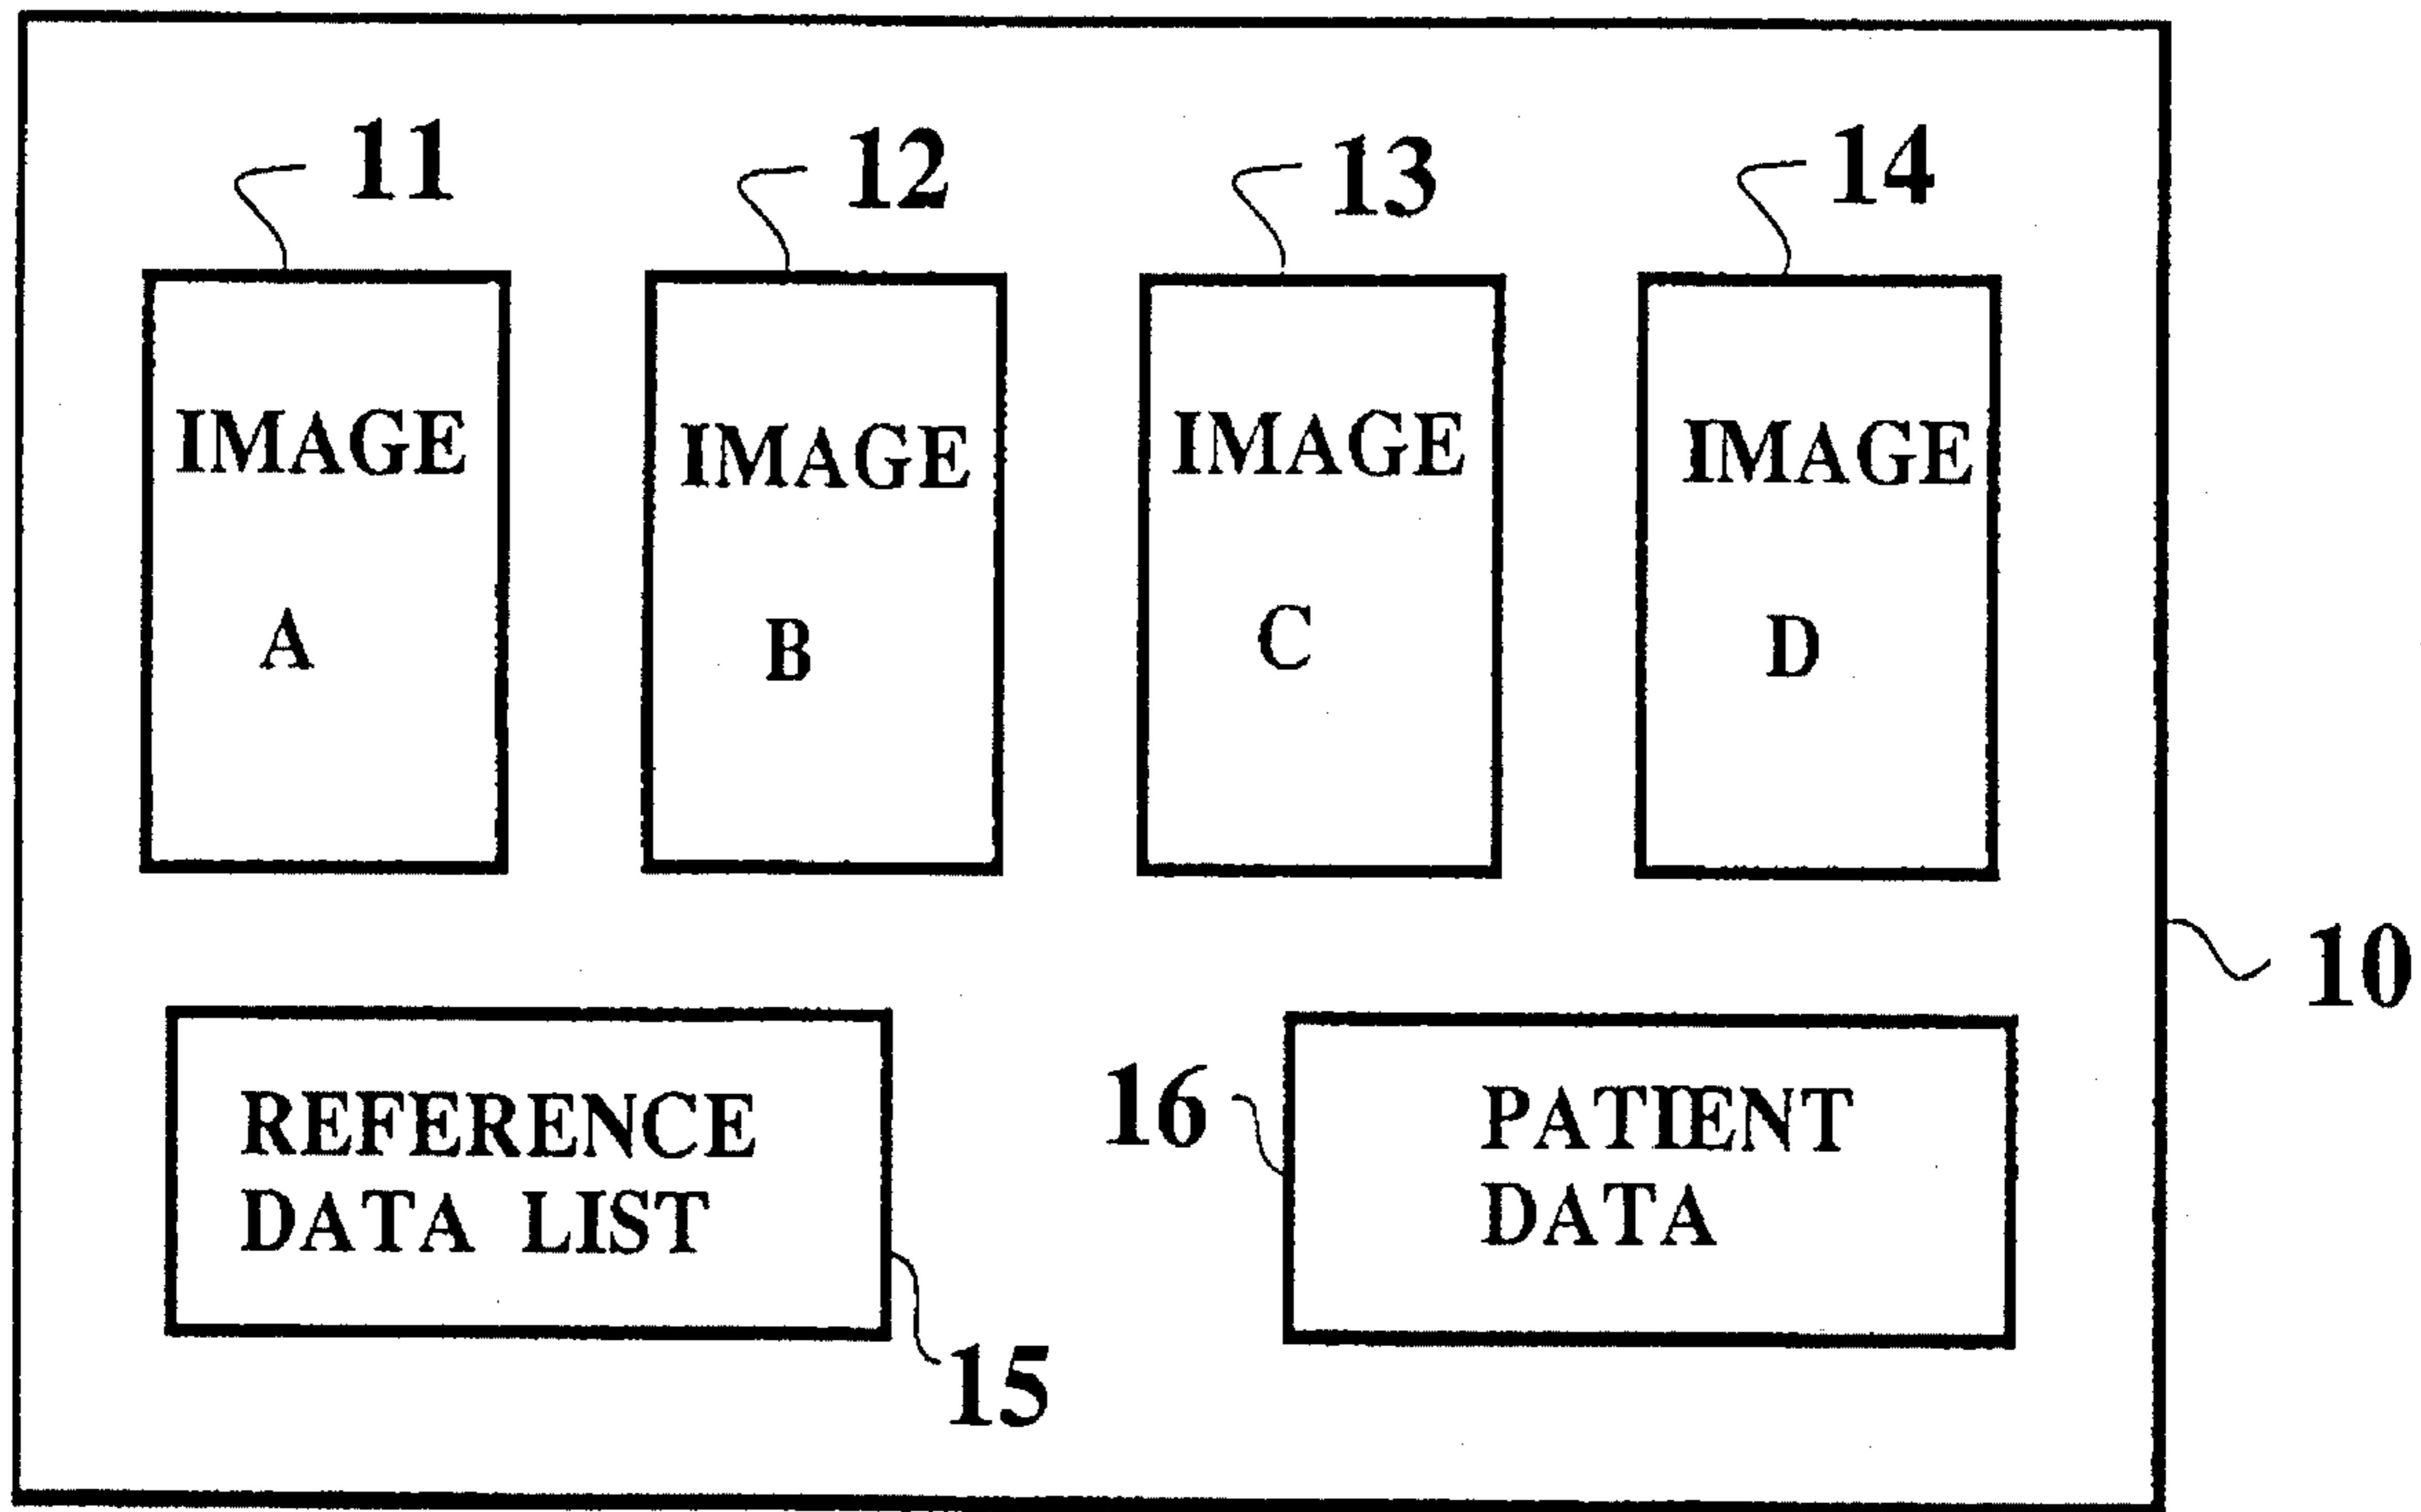 11 12 13 14
IMAGE IMAGE IMAGE IMAGE
A B C D
10
REFERENCE
DATA LIST
15
16
PATIENT
DATA